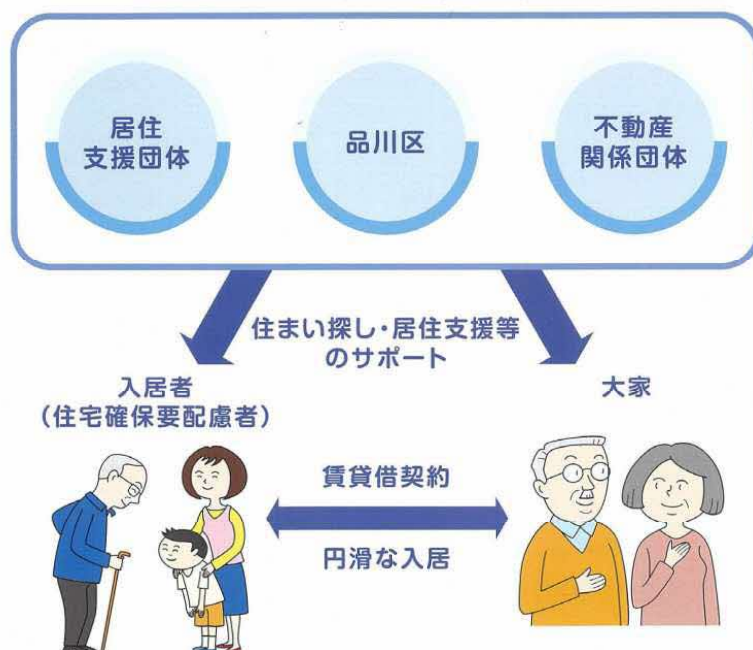 居住
支援団体
品川区
不動産
関係団体
住まい探し・居住支援等
のサポート
入居者
(住宅確保要配慮者)
大家
賃貸借契約
円滑な入居